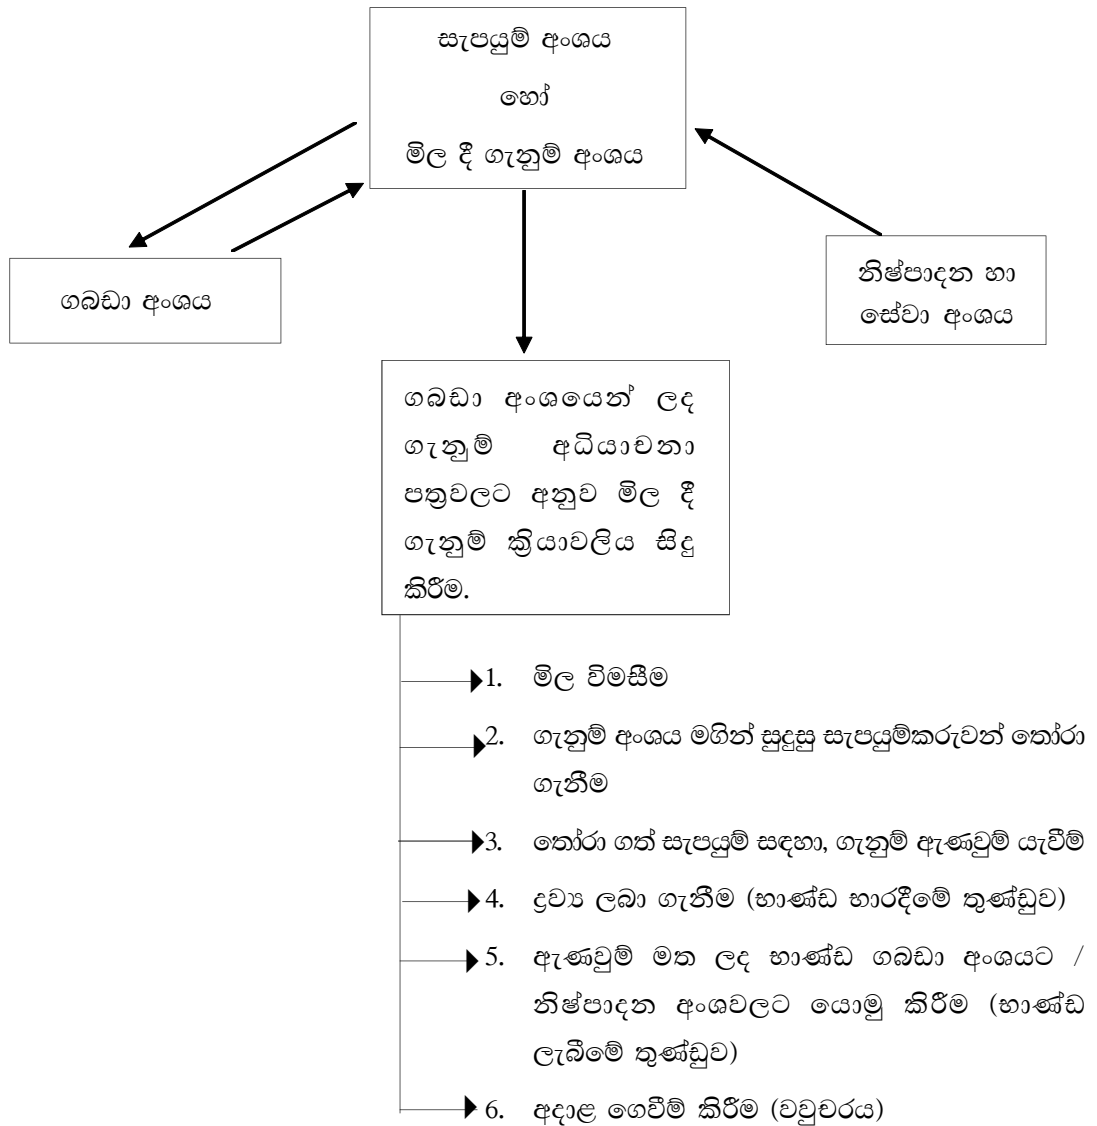 සැපයුම් අංශය
හෝ
මිල දී ගැනුම් අංශය
ගබඩා අංශය
නිෂ්පාදන හා
සේවා අංශය
ගබඩා අංශයෙන් ලද
ගැනුම් අධියාචනා
පත්‍රවලට අනුව මිල දී
ගැනුම් ක්‍රියාවලිය සිදු
කිරීම.
1. මිල විමසීම
2. ගැනුම් අංශය මගින් සුදුසු සැපයුම්කරුවන් තෝරා
ගැනීම
3. තෝරා ගත් සැපයුම් සඳහා, ගැනුම් ඇණවුම් යැවීම්
4. ද්‍රව්‍ය ලබා ගැනීම (භාණ්ඩ භාරදීමේ තුණ්ඩුව)
5. ඇණවුම් මත ලද භාණ්ඩ ගබඩා අංශයට /
නිෂ්පාදන අංශවලට යොමු කිරීම (භාණ්ඩ
ලැබීමේ තුණ්ඩුව)
6. අදාළ ගෙවීම් කිරීම (වවුචරය)